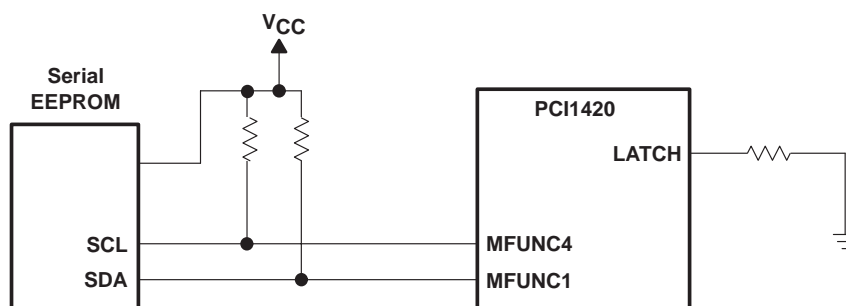 VCC
Serial
EEPROM
PCI1420
LATCH
SCL
MFUNC4
SDA
MFUNC1